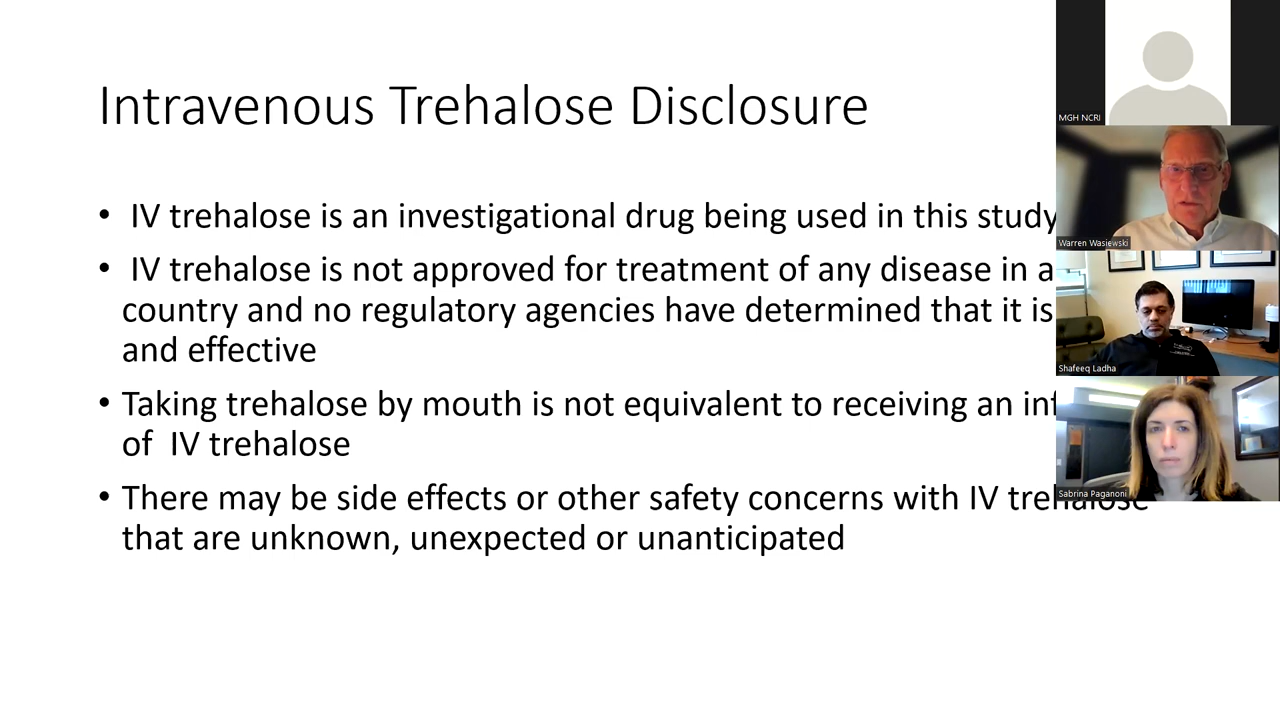 Intravenous Trehalose Disclosure
• IV trehalose is an investigational drug being used in this study
• IV trehalose is not approved for treatment of any disease in a
country and no regulatory agencies have determined that it is
and effective
• Taking trehalose by mouth is not equivalent to receiving an inf
of IV trehalose
• There may be side effects or other safety concerns with IV trehalose
that are unknown, unexpected or unanticipated
MGH NCRI
Warren Wasiewski
Shafeeq Ladha
Sabrina Paganoni